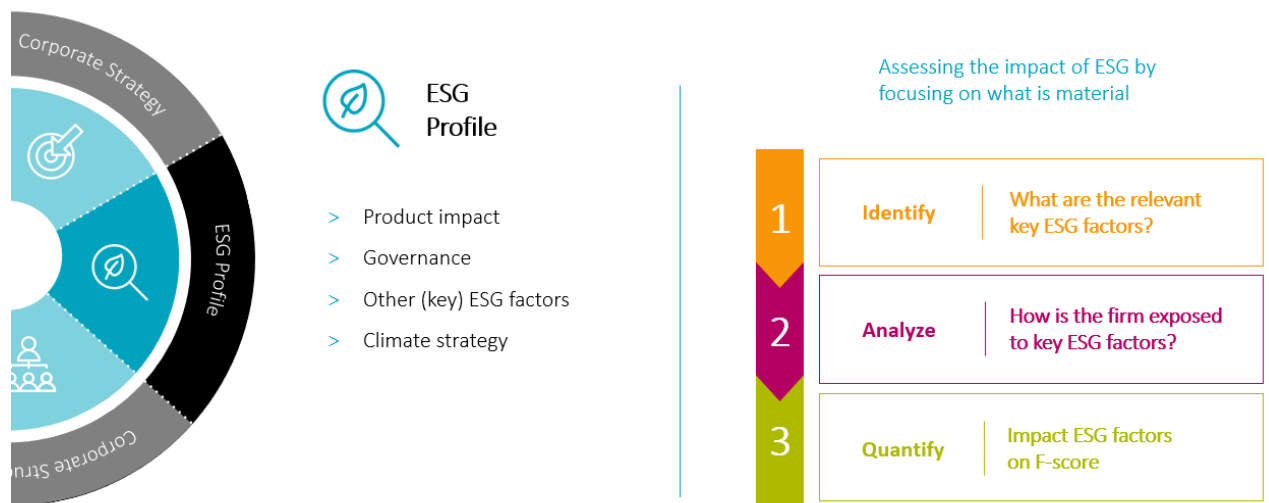 Corporate Strategy
ESG Profile
Corporate Stru
ESG
Profile
> Product impact
> Governance
> Other (key) ESG factors
> Climate strategy
Assessing the impact of ESG by
focusing on what is material
1
Identify
What are the relevant
key ESG factors?
2
Analyze
How is the firm exposed
to key ESG factors?
3
Quantify
Impact ESG factors
on F-score